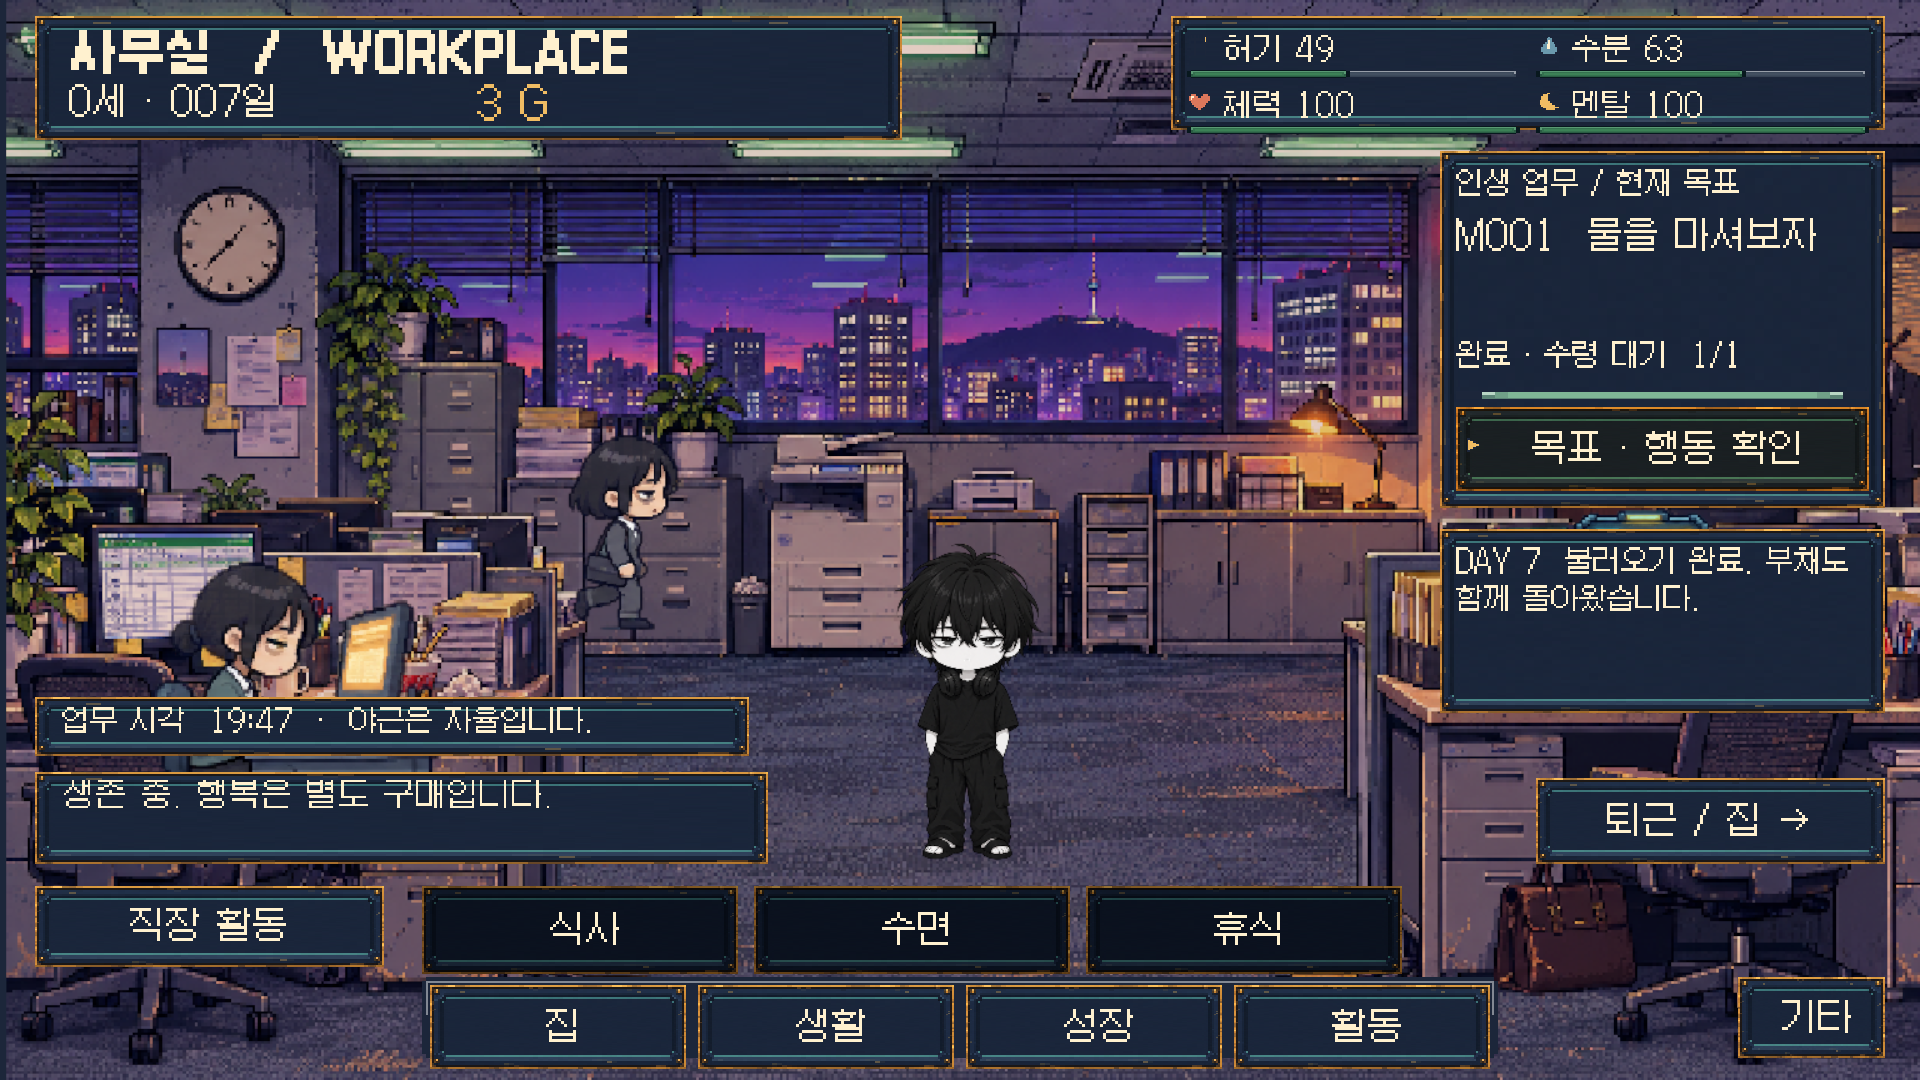 사무실 / WORKPLACE
0세 · 007일 3 G
허기 49 수분 63
체력 100 멘탈 100
인생 업무 / 현재 목표
M001 물을 마셔보자
완료 · 수령 대기 1/1
목표 · 행동 확인
DAY 7 불러오기 완료. 부채도
함께 돌아왔습니다.
업무 시각 19:47 · 야근은 자율입니다.
생존 중. 행복은 별도 구매입니다.
퇴근 / 집 →
직장 활동 식사 수면 휴식
집 생활 성장 활동 기타